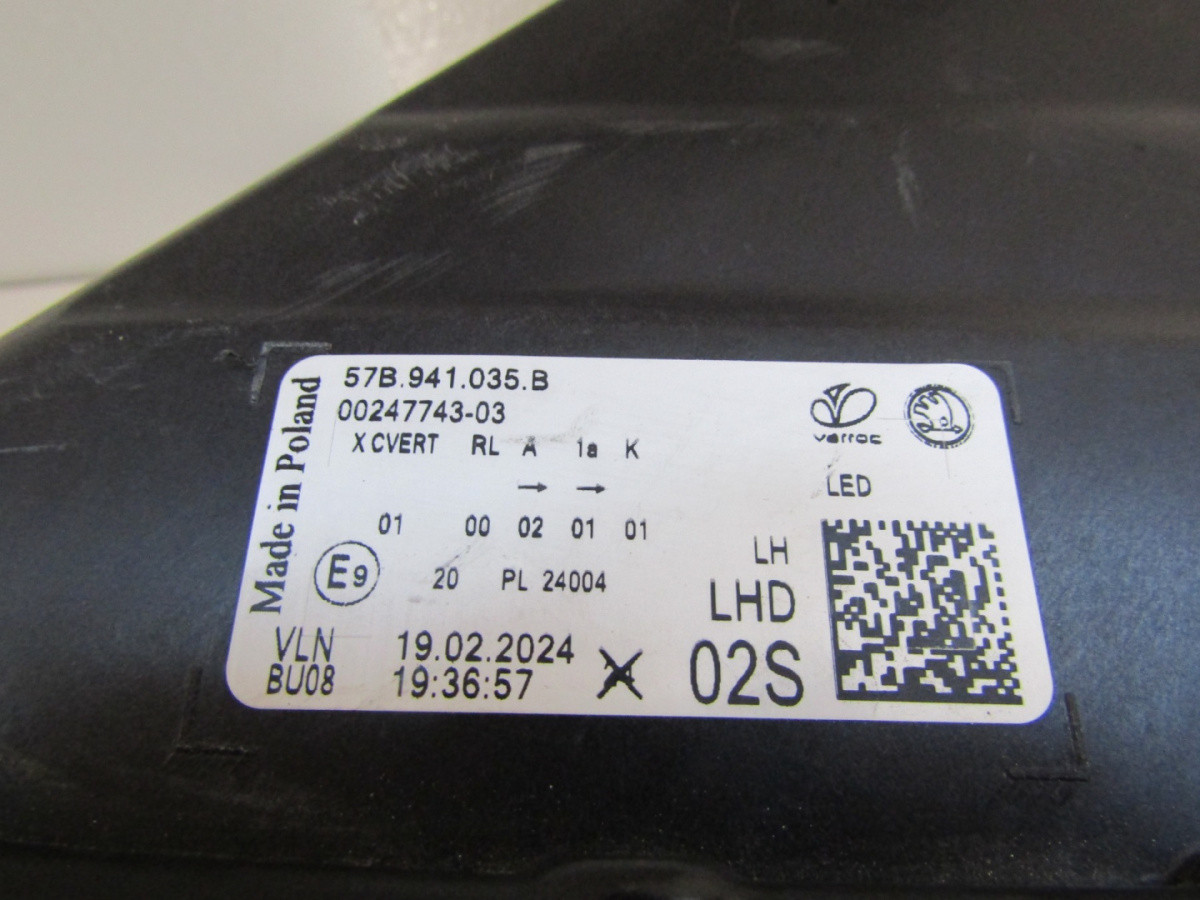 Made in Poland
57B.941.035.B
00247743-03
X CVERT RL A 1a K
→ →
01 00 02 01 01
E9 20 PL 24004
VLN 19.02.2024
BU08 19:36:57
varroc
LED
LH
LHD
02S